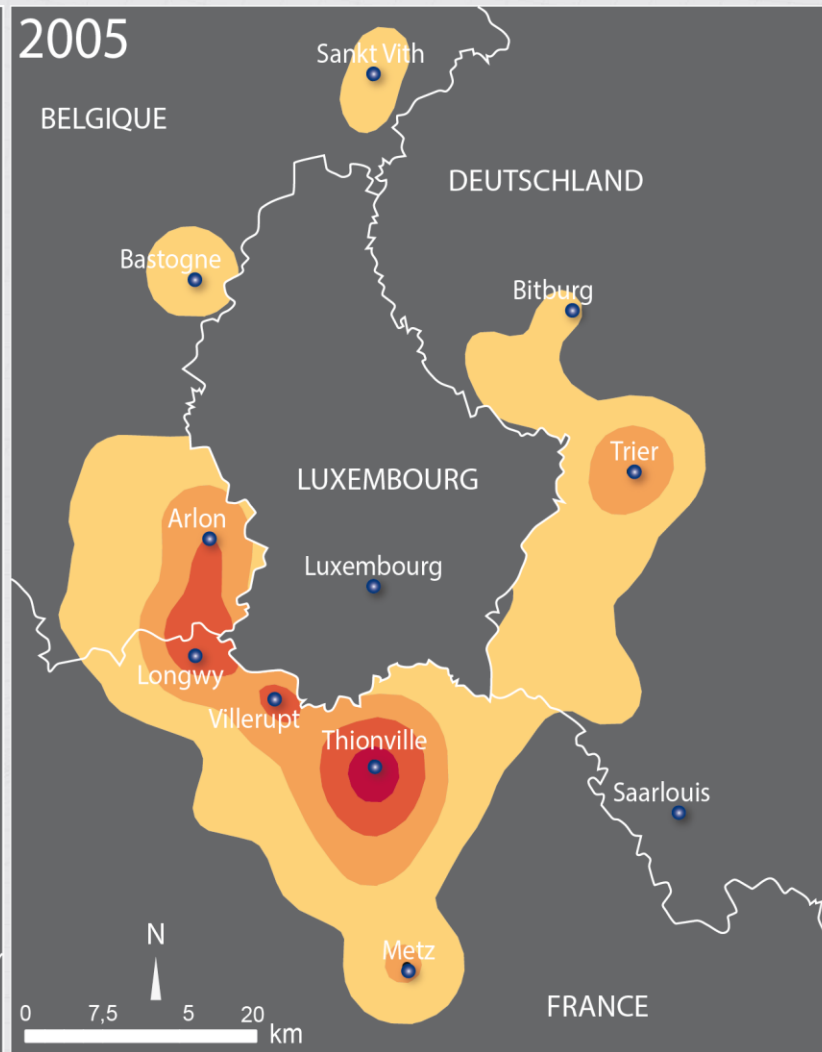 2005
Sankt Vith
BELGIQUE
DEUTSCHLAND
Bastogne
Bitburg
Trier
LUXEMBOURG
Arlon
Luxembourg
Longwy
Villerupt
Thionville
Saarlouis
N
Metz
FRANCE
0 7,5 5 20 km